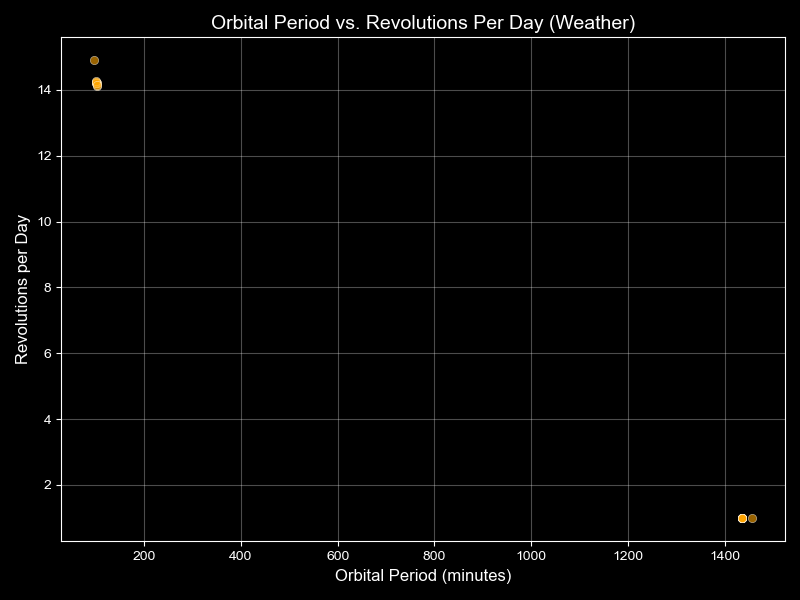 Orbital Period vs. Revolutions Per Day (Weather)
Revolutions per Day
14
12
10
8
6
4
2
200 400 600 800 1000 1200 1400
Orbital Period (minutes)